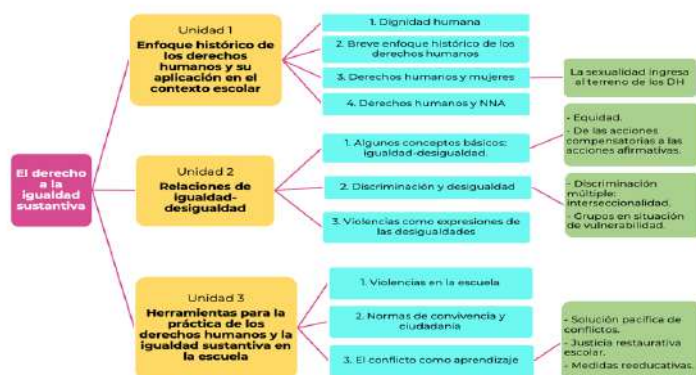 El derecho
a la
igualdad
sustantiva
Unidad 1
Enfoque histórico de
los derechos
humanos y su
aplicación en el
contexto escolar
1. Dignidad humana
2. Breve enfoque histórico de los
derechos humanos
3. Derechos humanos y mujeres
La sexualidad ingresa
al terreno de los DH
4. Derechos humanos y NNA
Unidad 2
Relaciones de
igualdad-
desigualdad
1. Algunos conceptos básicos:
igualdad-desigualdad.
- Equidad.
- De las acciones
compensatorias a las
acciones afirmativas.
2. Discriminación y desigualdad
- Discriminación
múltiple:
interseccionalidad.
- Grupos en situación
de vulnerabilidad.
3. Violencias como expresiones de
las desigualdades
Unidad 3
Herramientas para la
práctica de los
derechos humanos y la
igualdad sustantiva en
la escuela
1. Violencias en la escuela
2. Normas de convivencia y
ciudadanía
3. El conflicto como aprendizaje
- Solución pacífica de
conflictos.
- Justicia restaurativa
escolar.
- Medidas reeducativas.